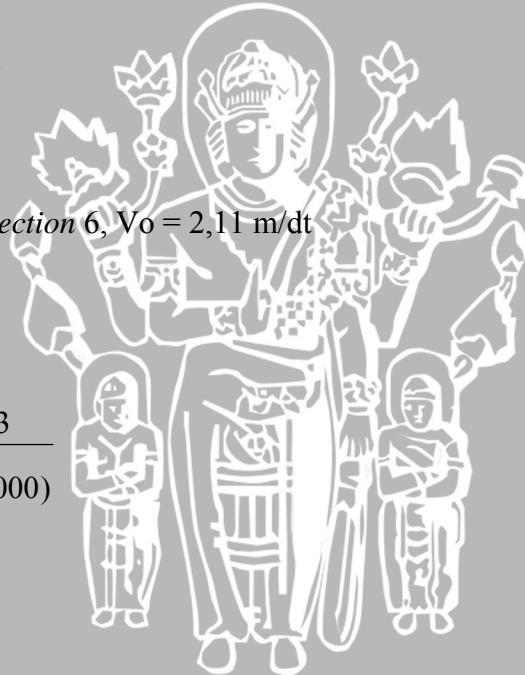 ection 6, Vo = 2,11 m/dt
3
000)